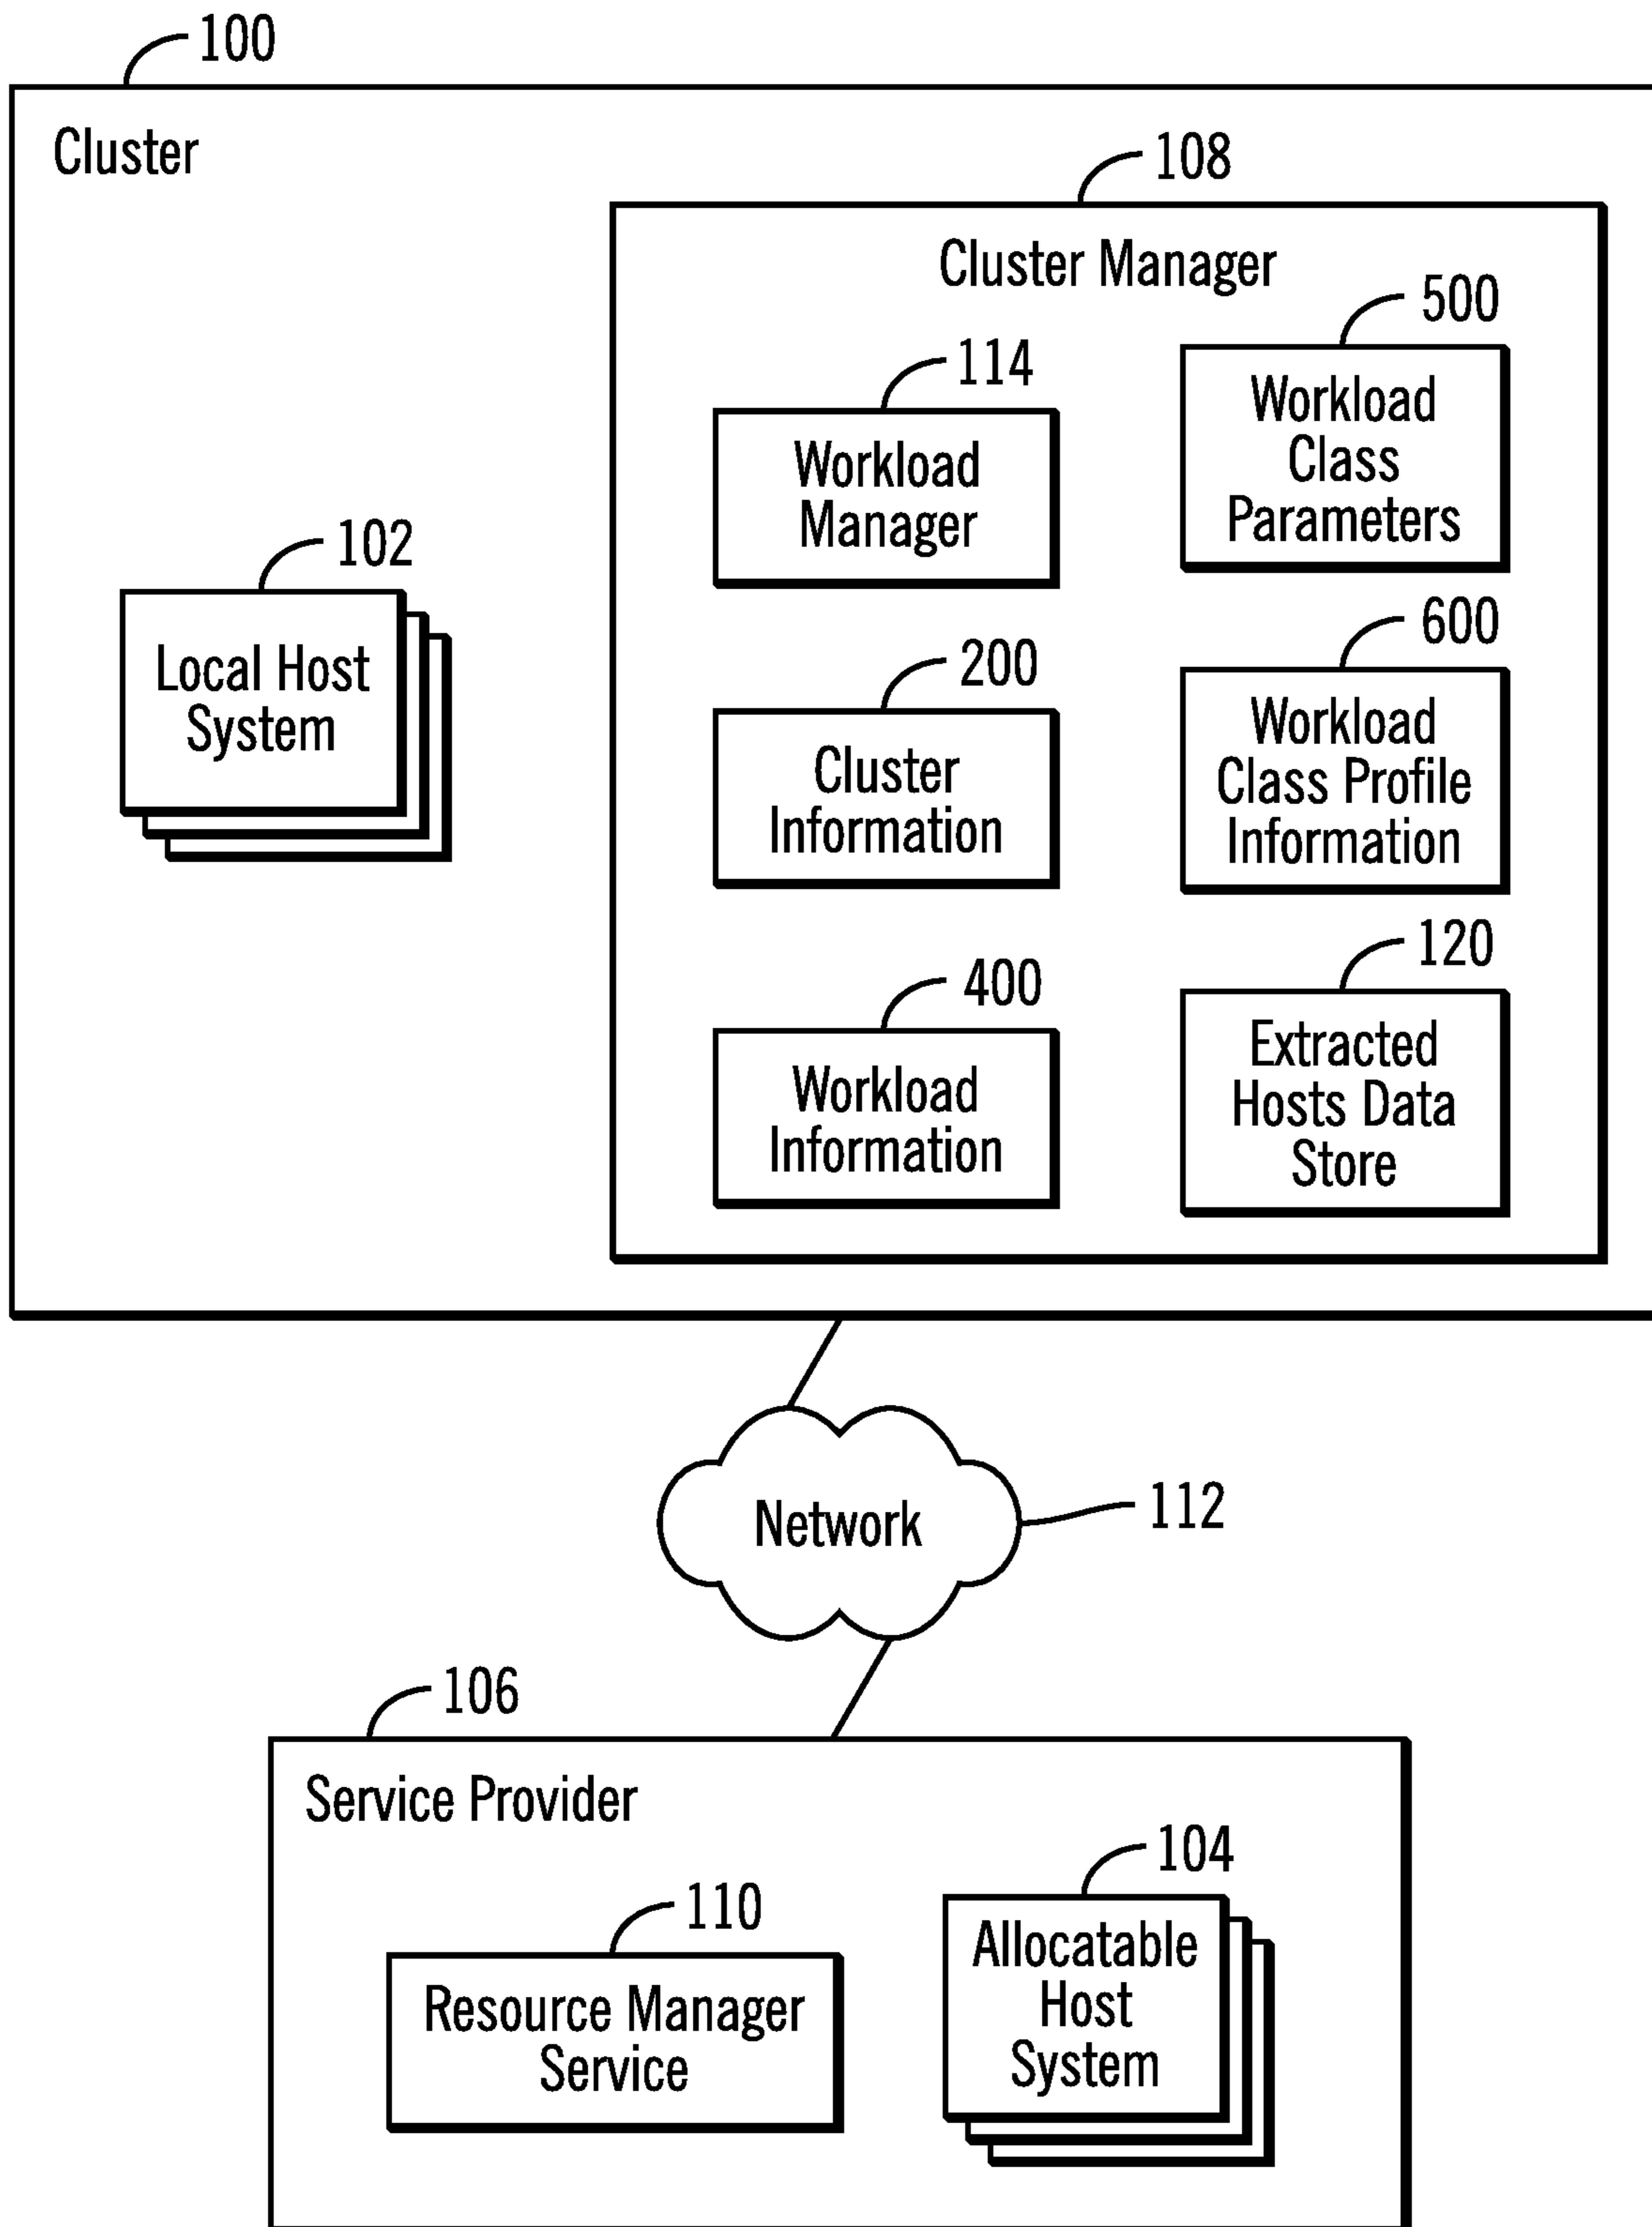 100
Cluster
108
Cluster Manager
500
114
Workload
Class
Parameters
Workload
Manager
102
600
Local Host
System
200
Workload
Class Profile
Information
Cluster
Information
120
400
Extracted
Hosts Data
Store
Workload
Information
Network
112
106
Service Provider
104
110
Allocatable
Host
System
Resource Manager
Service